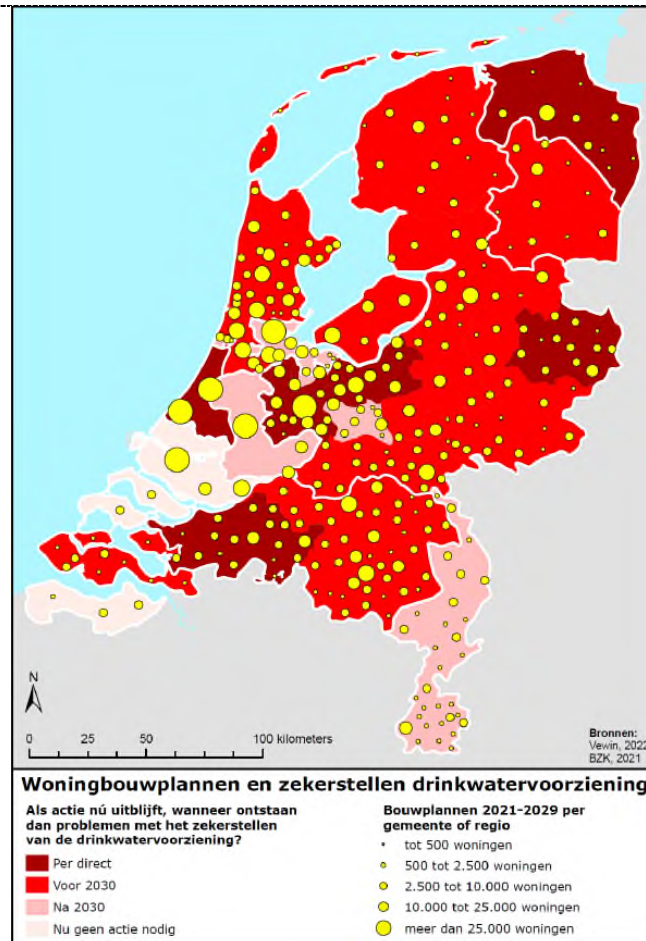 N
0 25 50 100 kilometers
Bronnen:
Vewin, 2022
BZK, 2021
Woningbouwplannen en zekerstellen drinkwatervoorziening
Als actie nú uitblijft, wanneer ontstaan
dan problemen met het zekerstellen
van de drinkwatervoorziening?
Per direct
Voor 2030
Na 2030
Nu geen actie nodig
Bouwplannen 2021-2029 per
gemeente of regio
tot 500 woningen
500 tot 2.500 woningen
2.500 tot 10.000 woningen
10.000 tot 25.000 woningen
meer dan 25.000 woningen